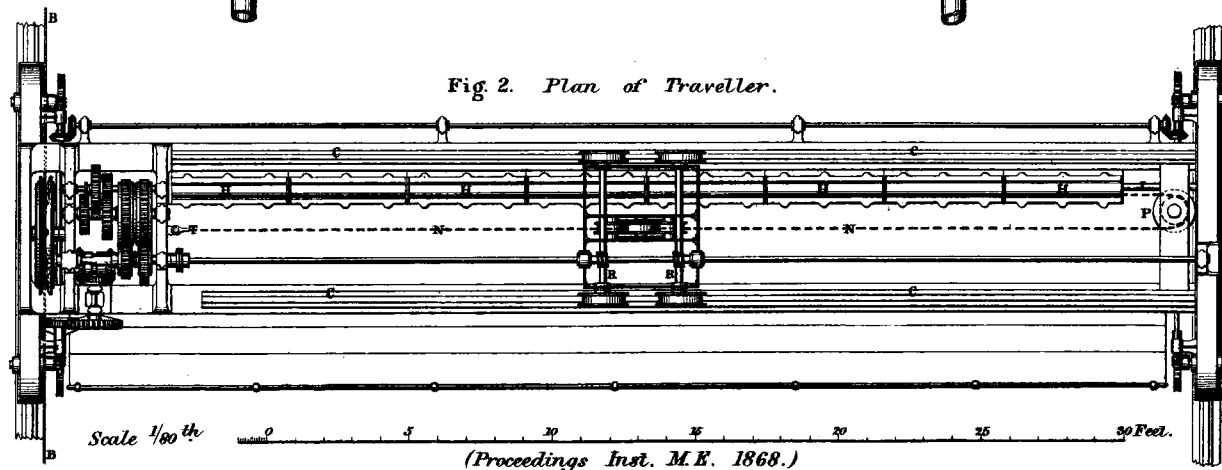 B
Fig. 2. Plan of Traveller.
C C
H H H H T
P
T N N
R R
C C
Scale 1/80th 0 5 10 15 20 25 30 Feet.
B
(Proceedings Inst. M.E. 1868.)